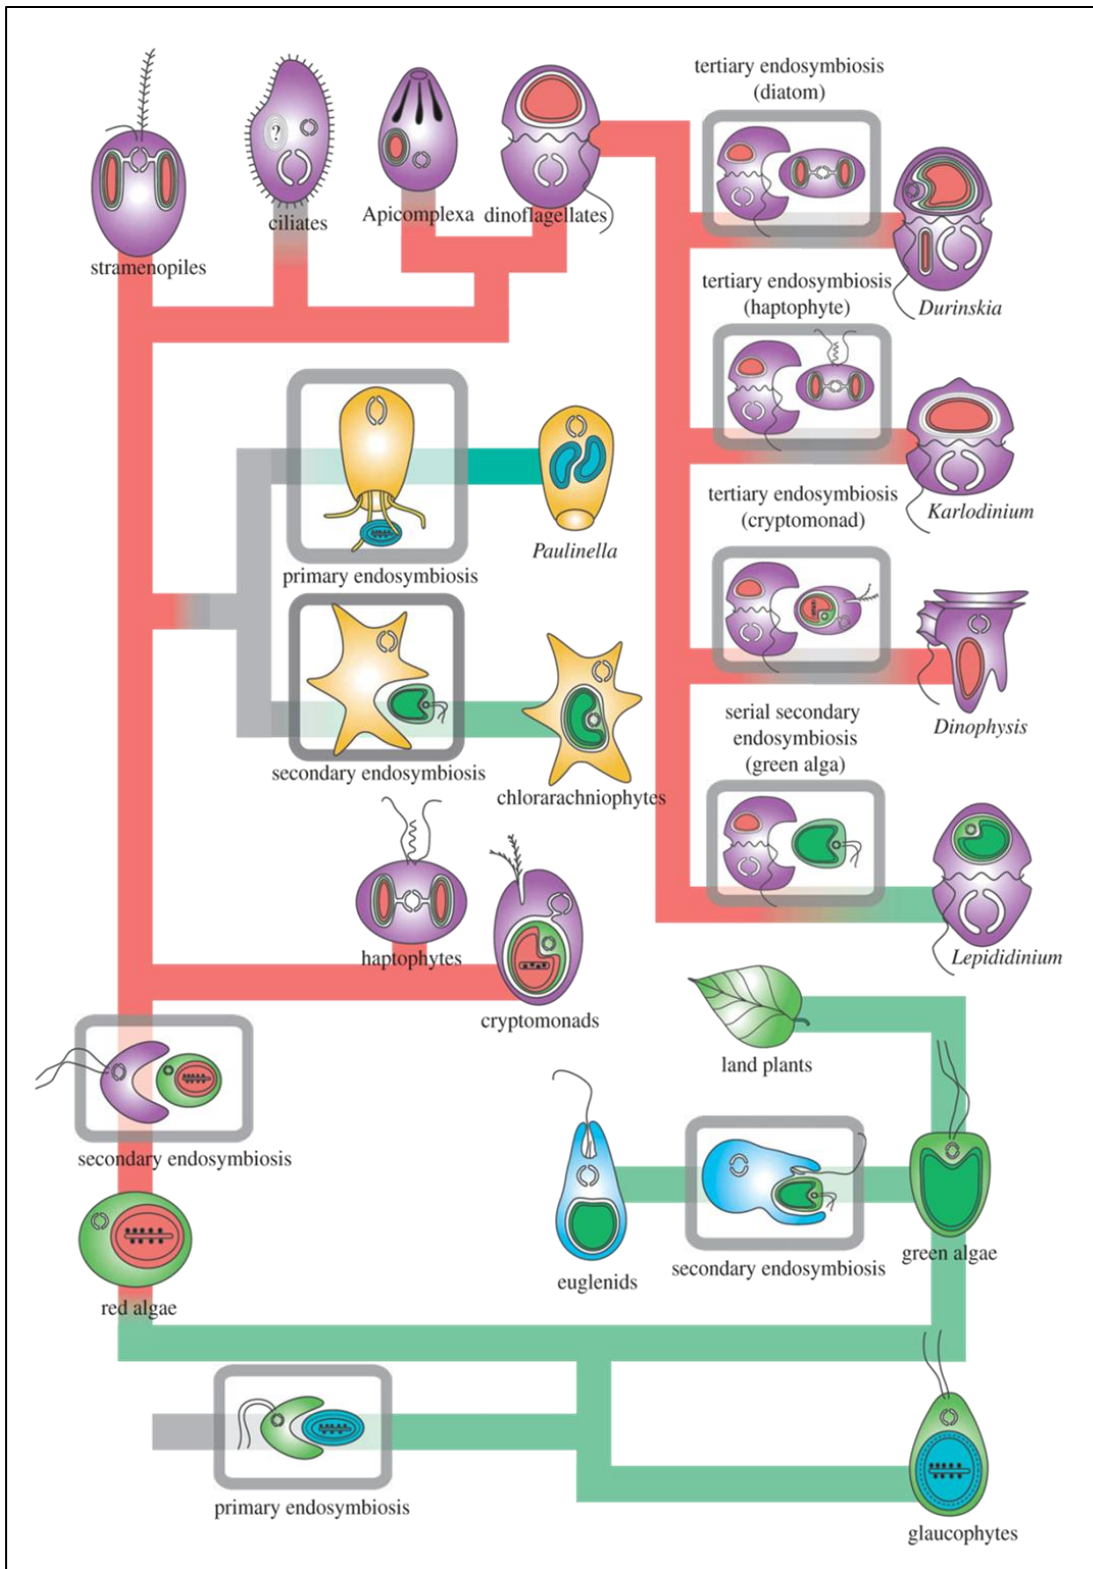 tertiary endosymbiosis
(diatom)
?
stramenopiles
ciliates
Apicomplexa
dinoflagellates
Durinskia
tertiary endosymbiosis
(haptophyte)
Karlodinium
primary endosymbiosis
Paulinella
tertiary endosymbiosis
(cryptomonad)
Dinophysis
secondary endosymbiosis
chlorarachniophytes
serial secondary
endosymbiosis
(green alga)
Lepididinium
haptophytes
cryptomonads
land plants
secondary endosymbiosis
red algae
euglenids
secondary endosymbiosis
green algae
primary endosymbiosis
glaucophytes